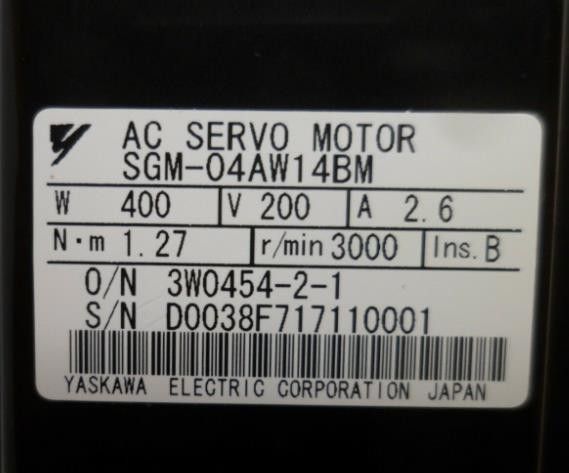 AC SERVO MOTOR
SGM-04AW14BM
W 400 V 200 A 2.6
N·m 1.27 r/min 3000 Ins. B
O/N 3W0454-2-1
S/N D0038F717110001
YASKAWA ELECTRIC CORPORATION JAPAN